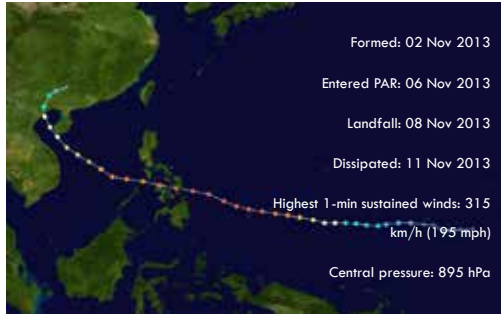 Formed: 02 Nov 2013
Entered PAR: 06 Nov 2013
Landfall: 08 Nov 2013
Dissipated: 11 Nov 2013
Highest 1-min sustained winds: 315
km/h (195 mph)
Central pressure: 895 hPa